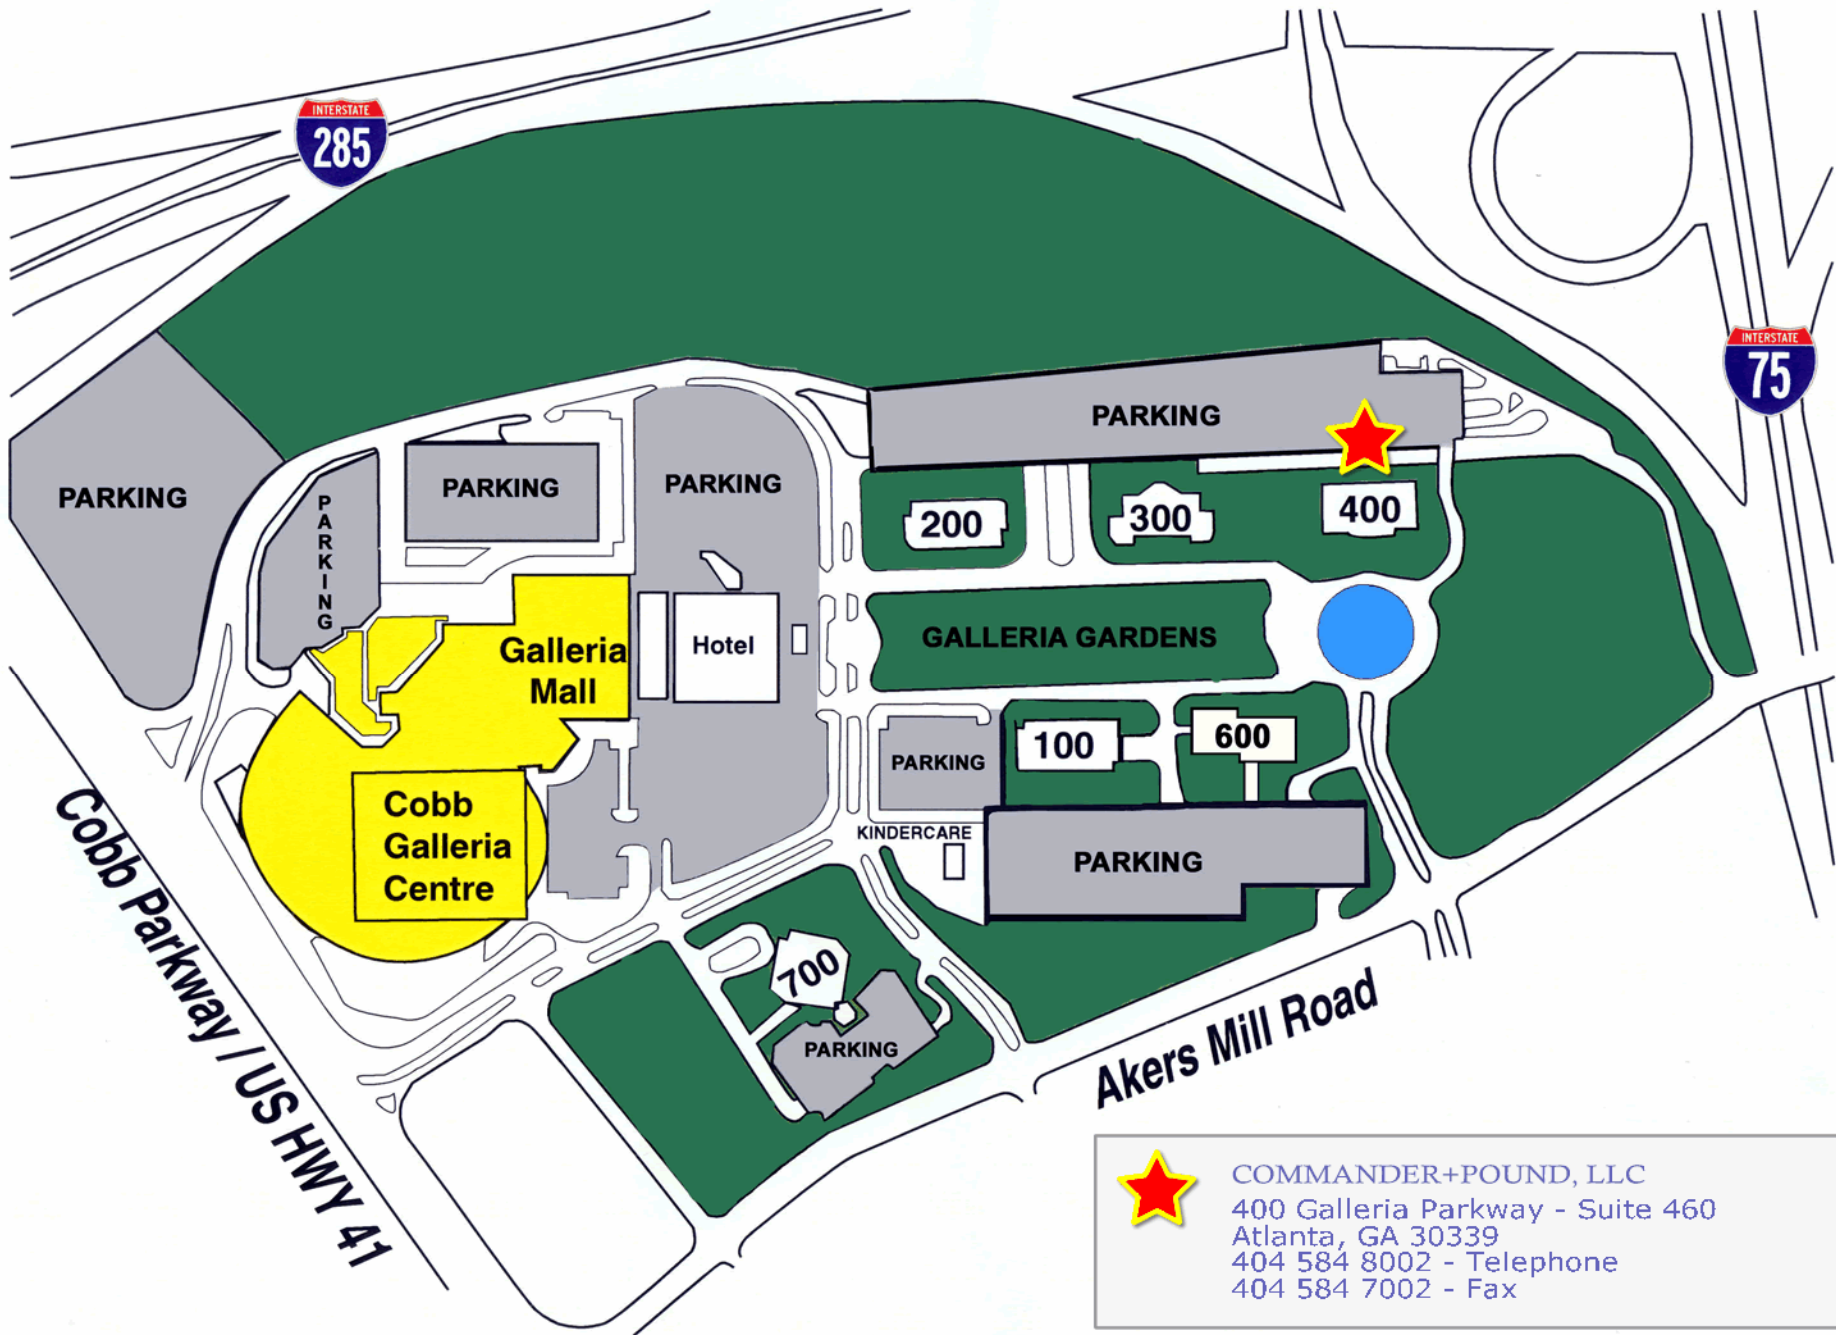 INTERSTATE
285
INTERSTATE
75
PARKING
PARKING
PARKING
PARKING
PARKING
200
300
400
Galleria
Mall
Hotel
GALLERIA GARDENS
PARKING
100
600
Cobb
Galleria
Centre
KINDERCARE
PARKING
700
PARKING
Cobb Parkway / US HWY 41
Akers Mill Road
COMMANDER+POUND, LLC
400 Galleria Parkway - Suite 460
Atlanta, GA 30339
404 584 8002 - Telephone
404 584 7002 - Fax